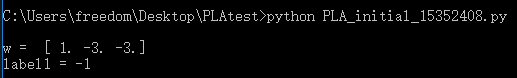 C:\Users\freedom\Desktop\PLAtest>python PLA_initial_15352408.py
w =  [ 1. -3. -3.]
label1 = -1